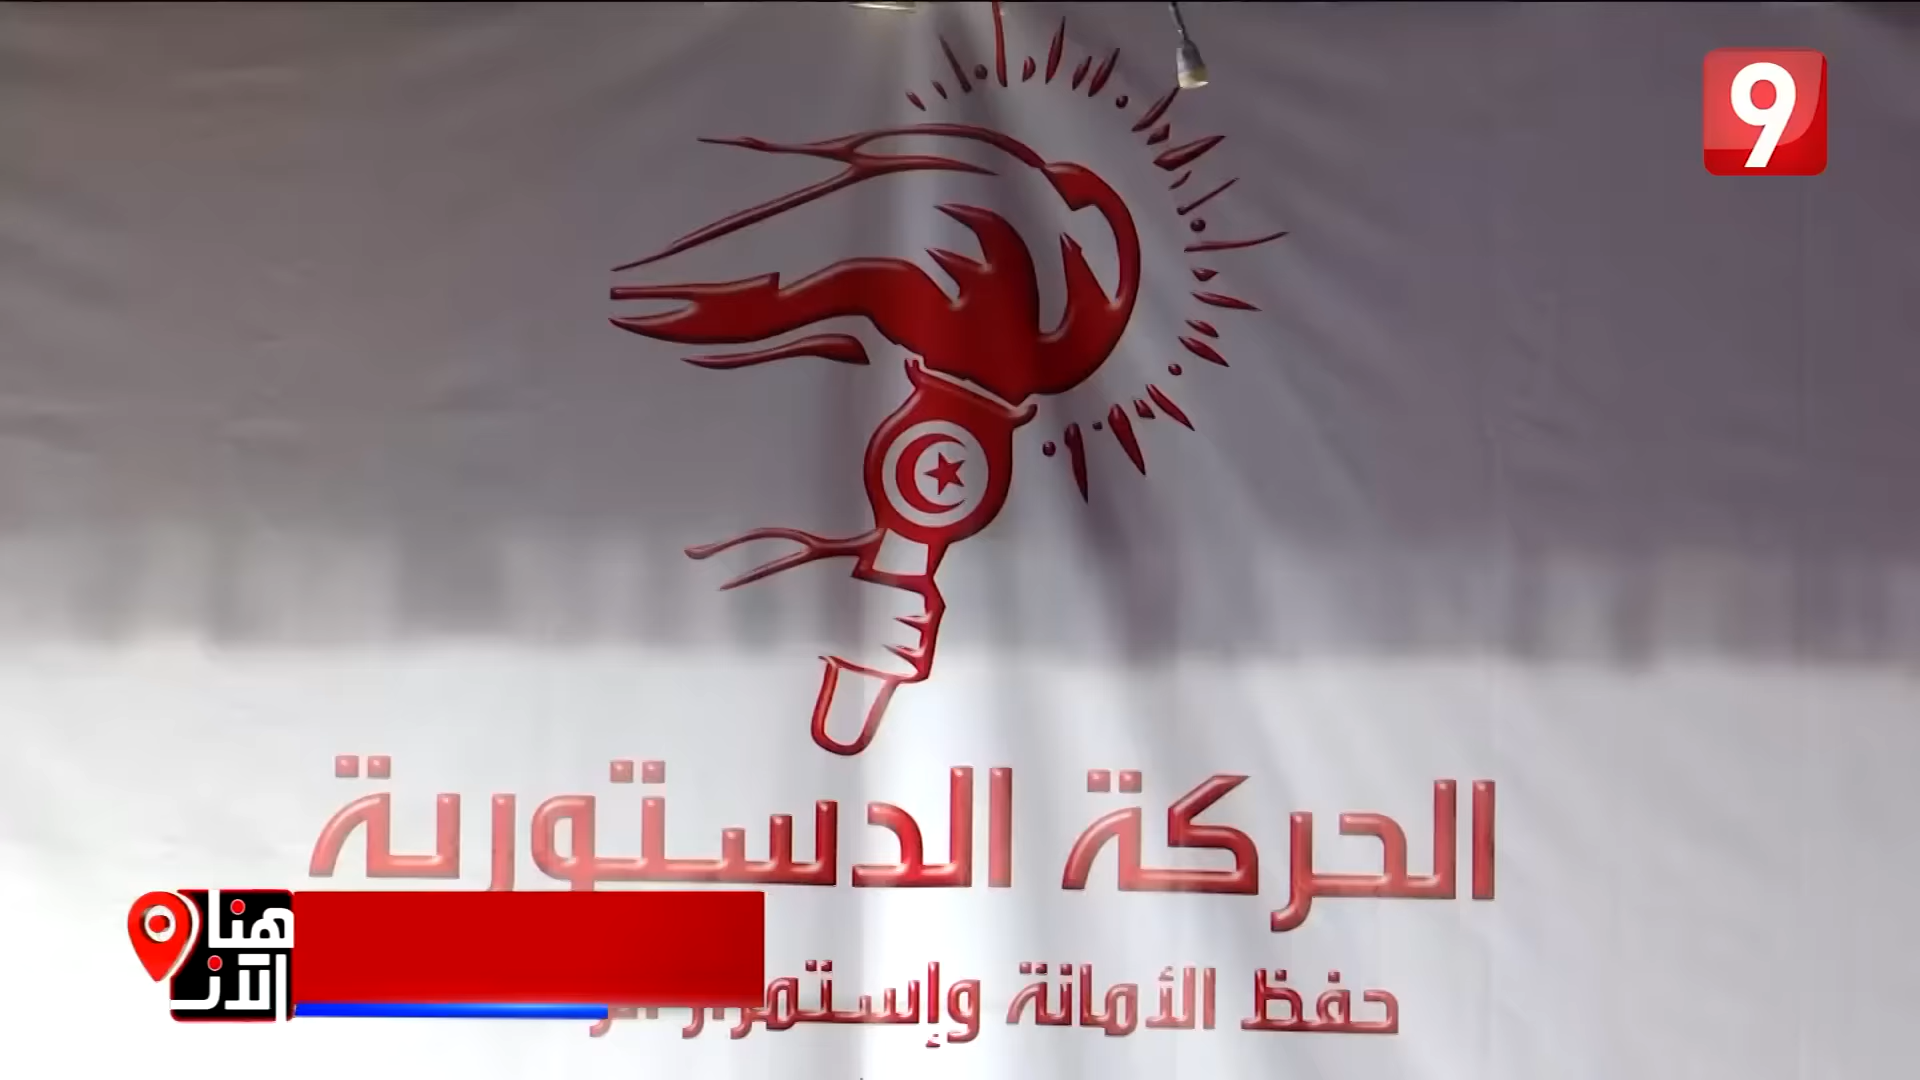 9
الحركة الدستورية
حفظ الأمانة وإستمرار
هنا
الآن